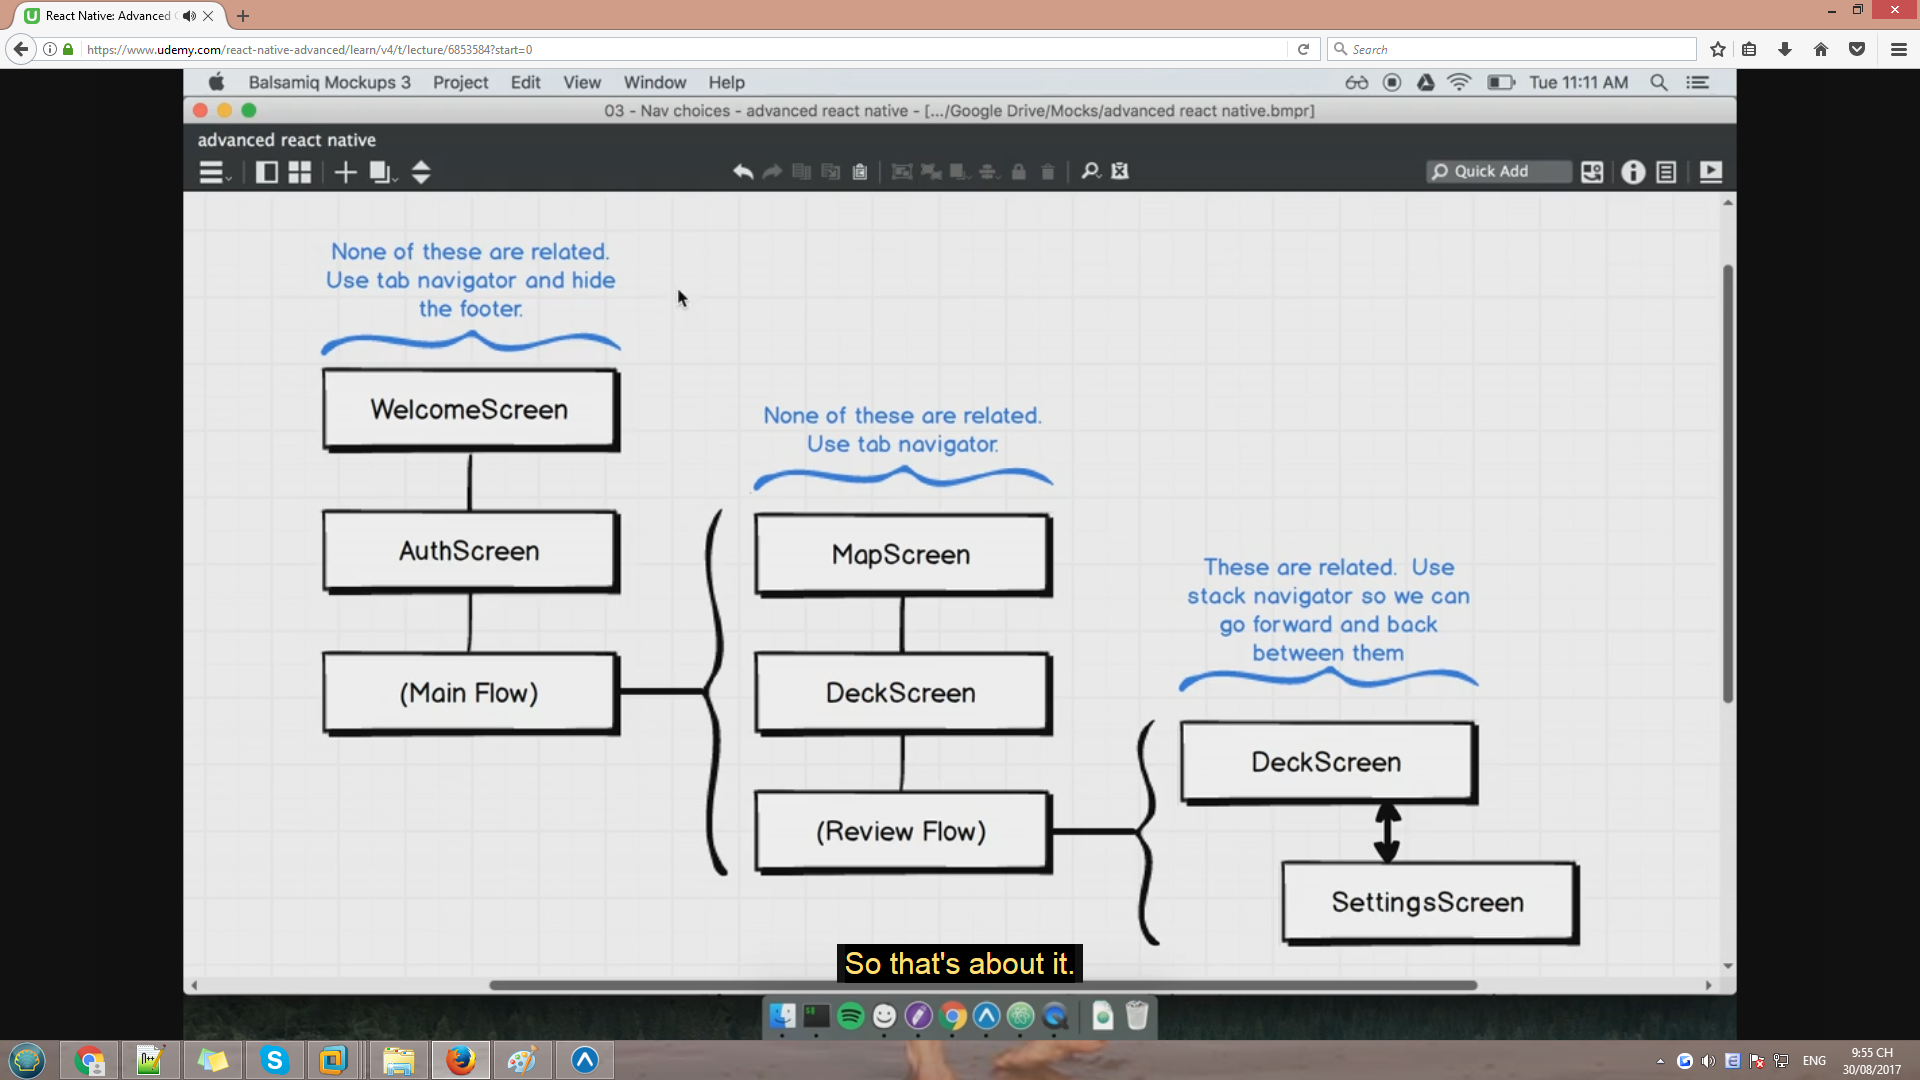 React Native: Advanced
https://www.udemy.com/react-native-advanced/learn/v4/t/lecture/6853584?start=0
Search
Balsamiq Mockups 3 Project Edit View Window Help
Tue 11:11 AM
03 - Nav choices - advanced react native - [.../Google Drive/Mocks/advanced react native.bmpr]
advanced react native
Quick Add
None of these are related.
Use tab navigator and hide
the footer.
WelcomeScreen
AuthScreen
(Main Flow)
None of these are related.
Use tab navigator.
MapScreen
DeckScreen
(Review Flow)
These are related. Use
stack navigator so we can
go forward and back
between them
DeckScreen
SettingsScreen
So that's about it.
ENG
9:55 CH
30/08/2017